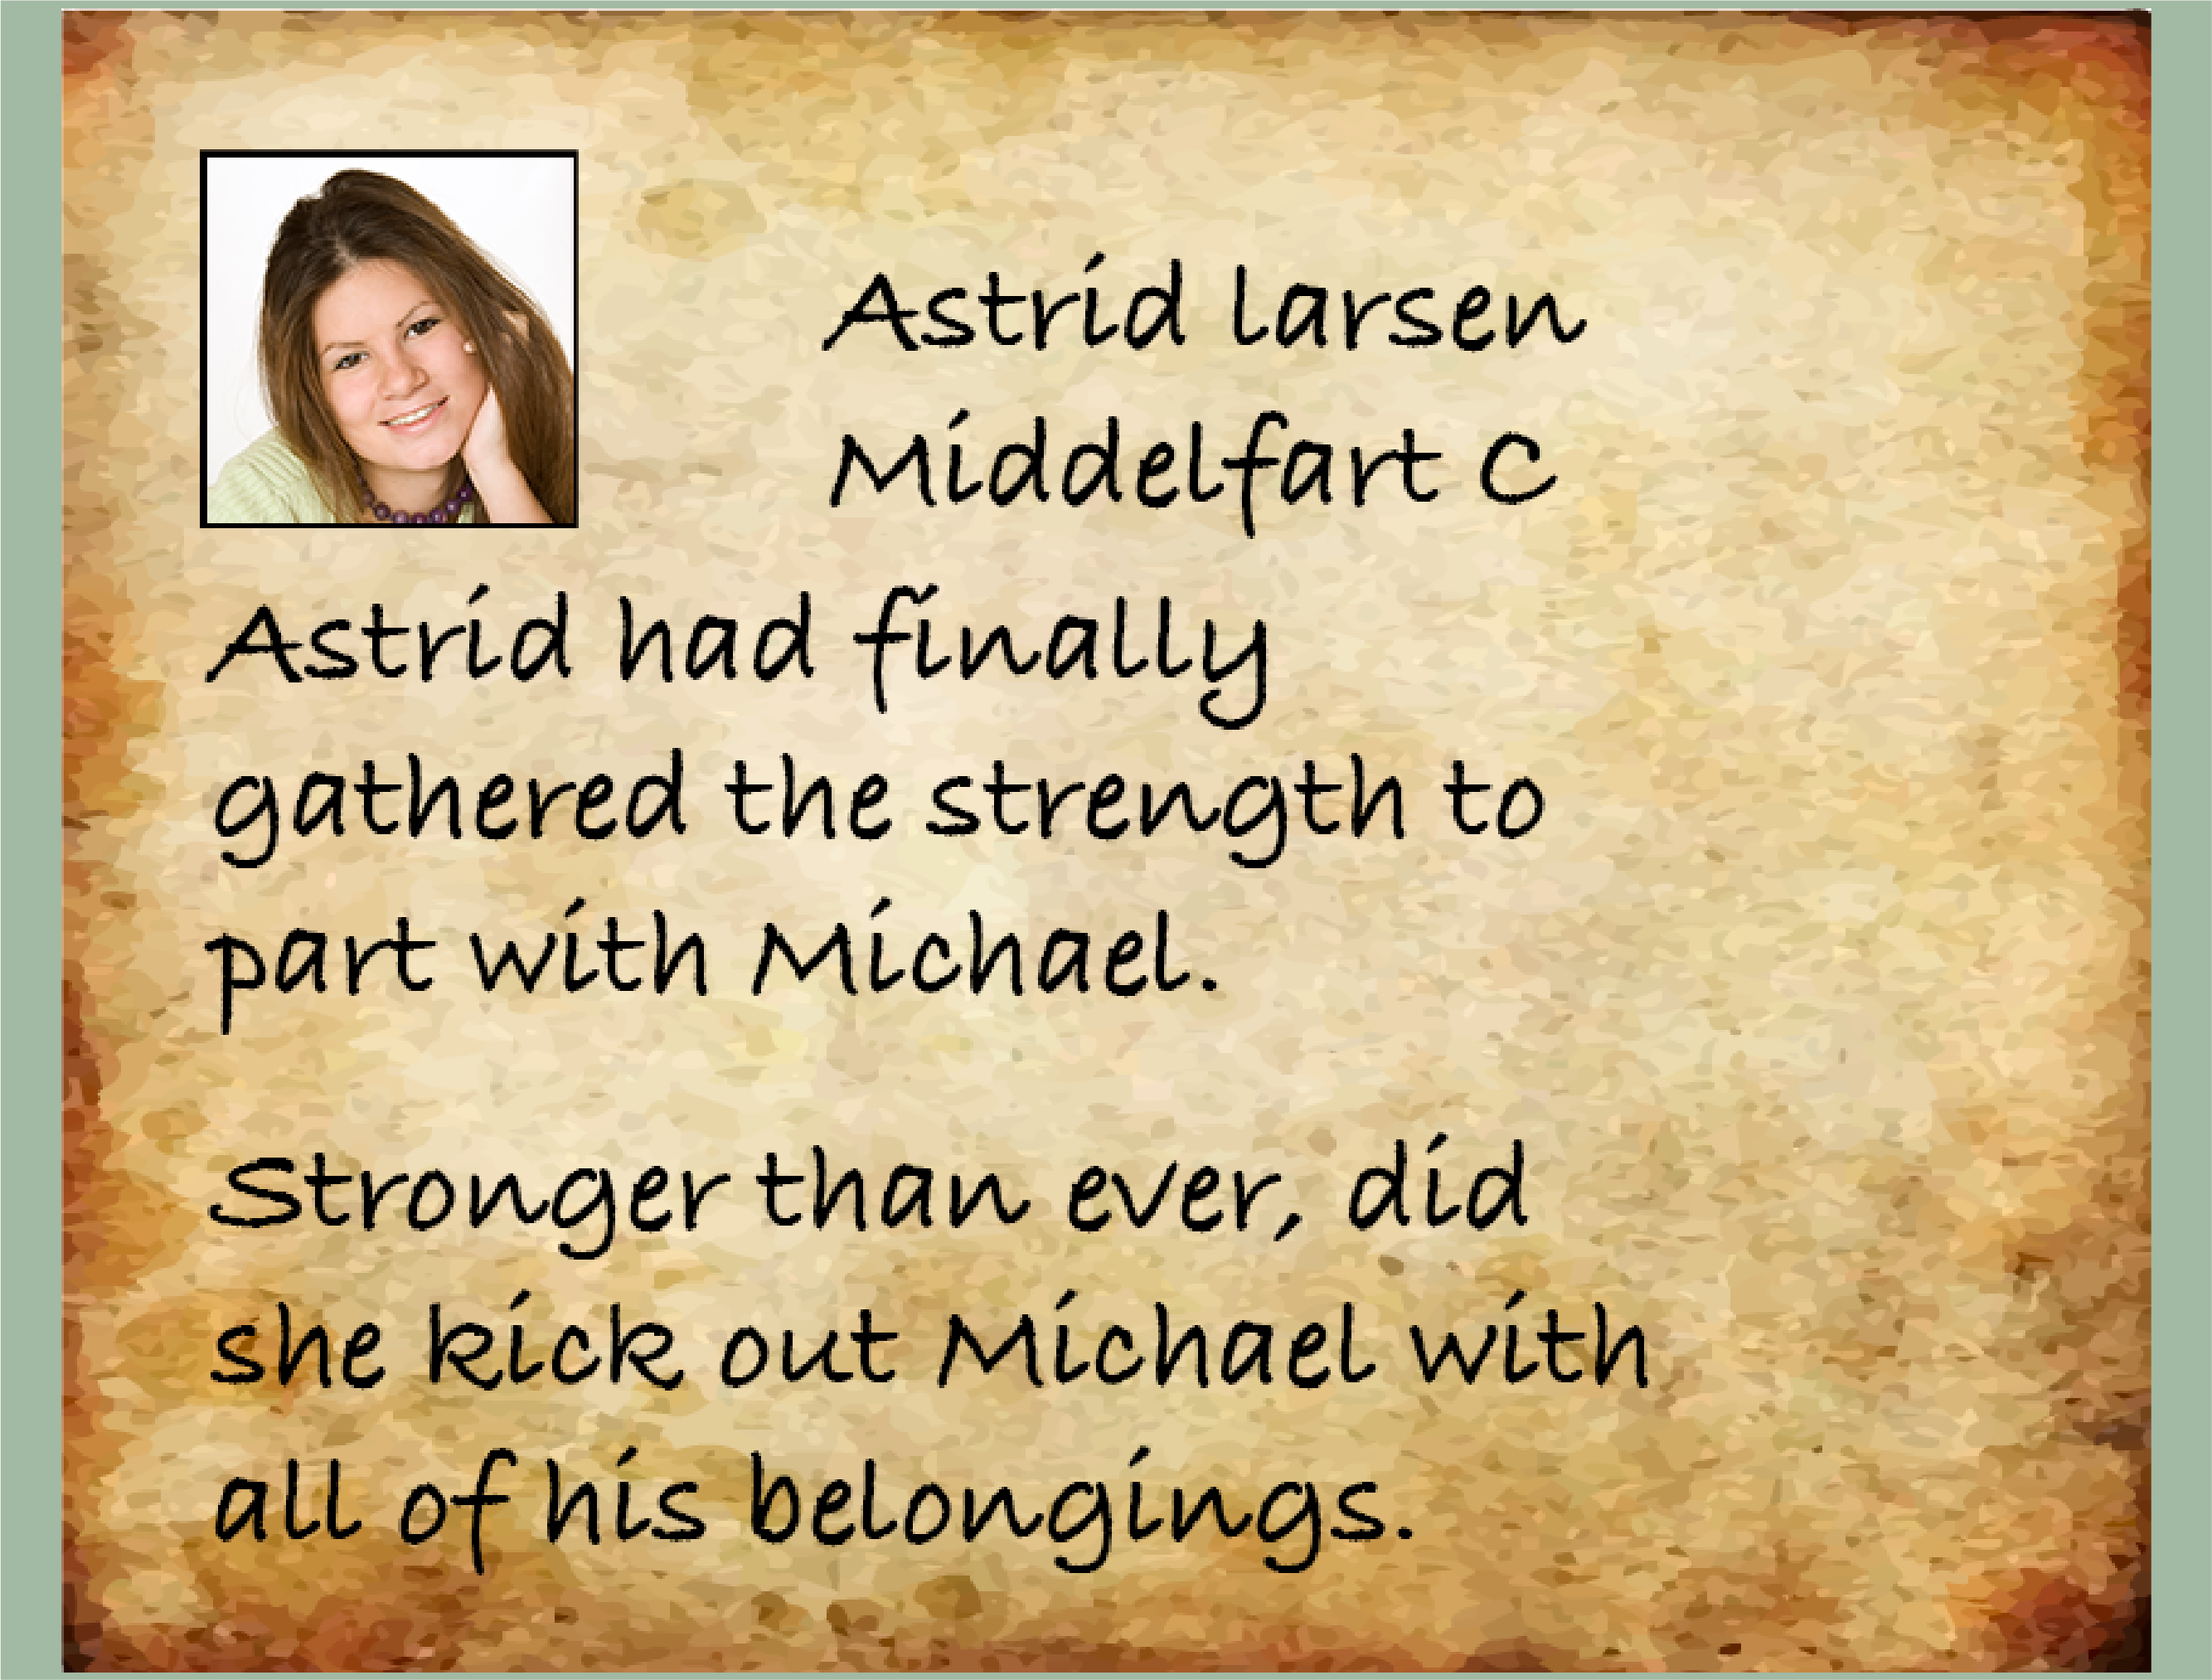 Astrid larsen
Middelfart C
Astrid had finally
gathered the strength to
part with Michael.
Stronger than ever, did
she kick out Michael with
all of his belongings.